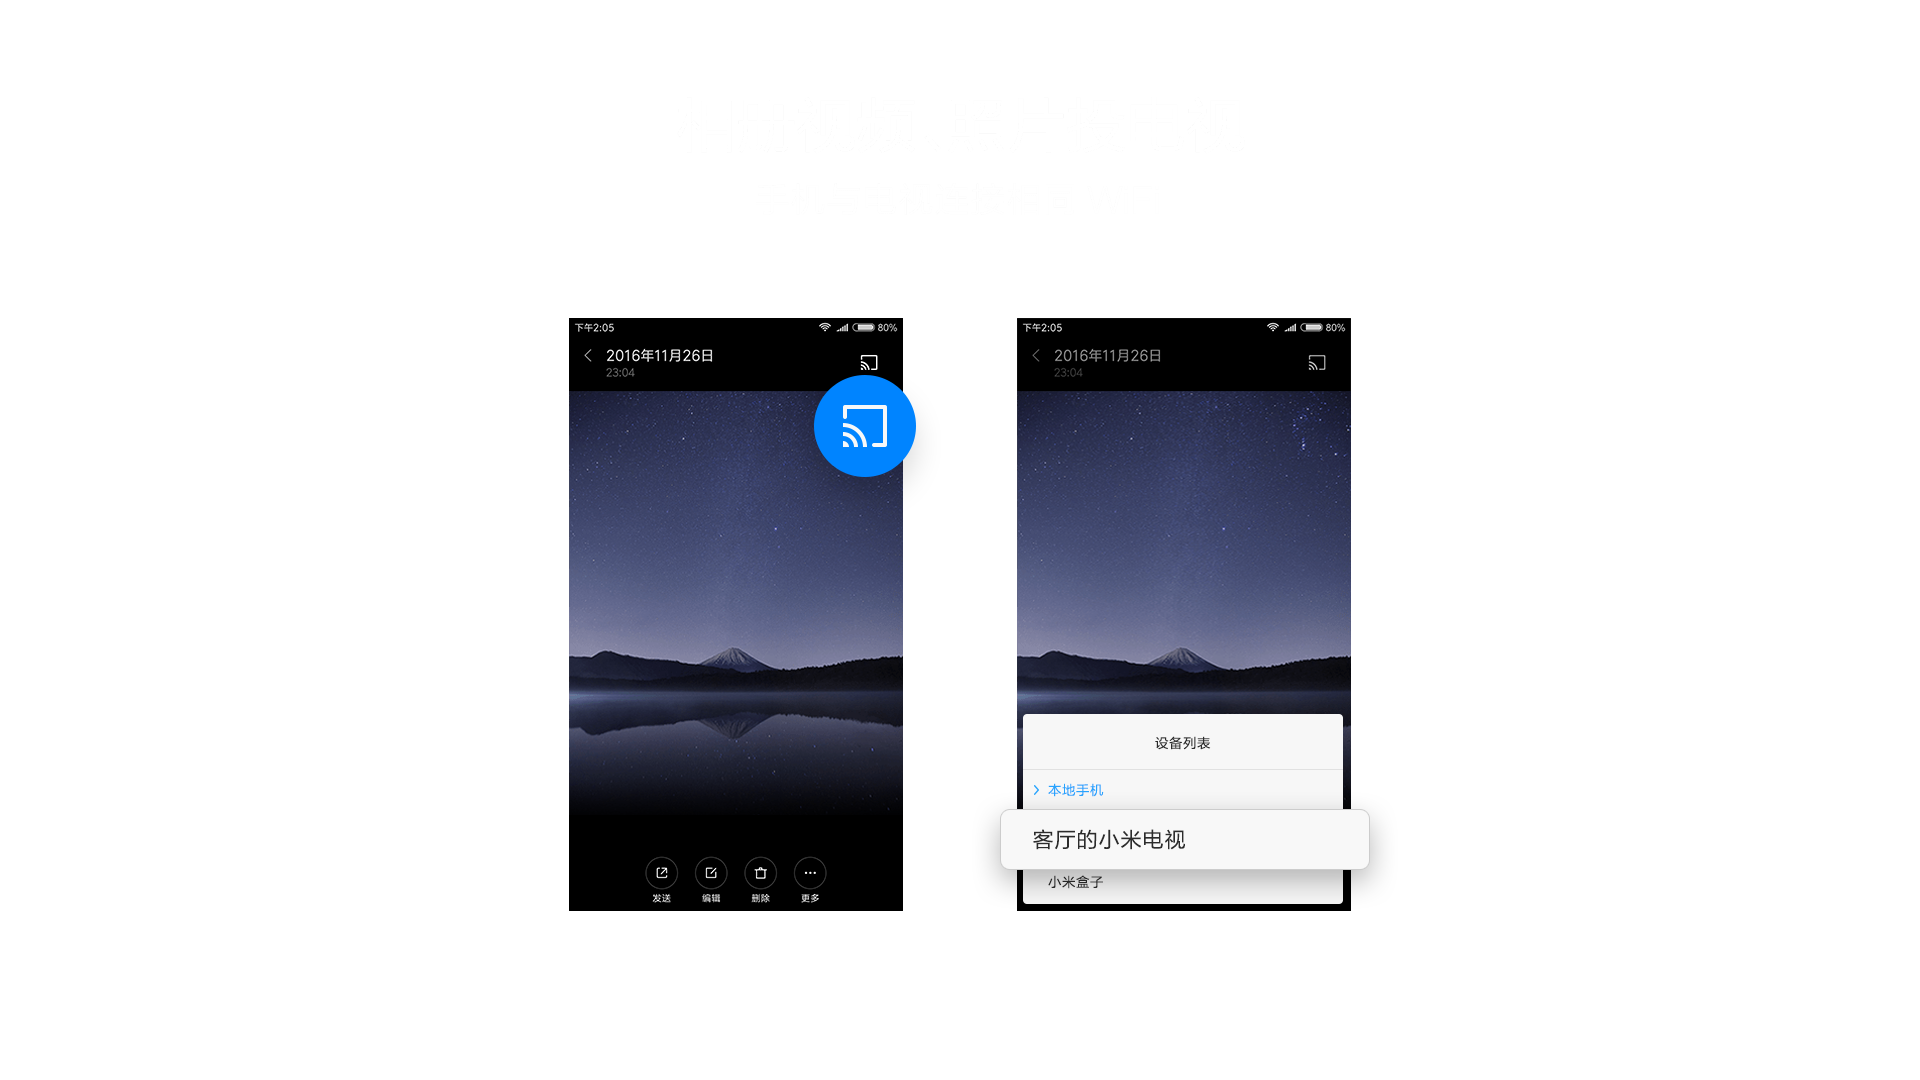 下午2:05
80%
2016年11月26日
23:04
发送
编辑
删除
更多
下午2:05
80%
2016年11月26日
23:04
设备列表
本地手机
客厅的小米电视
小米盒子